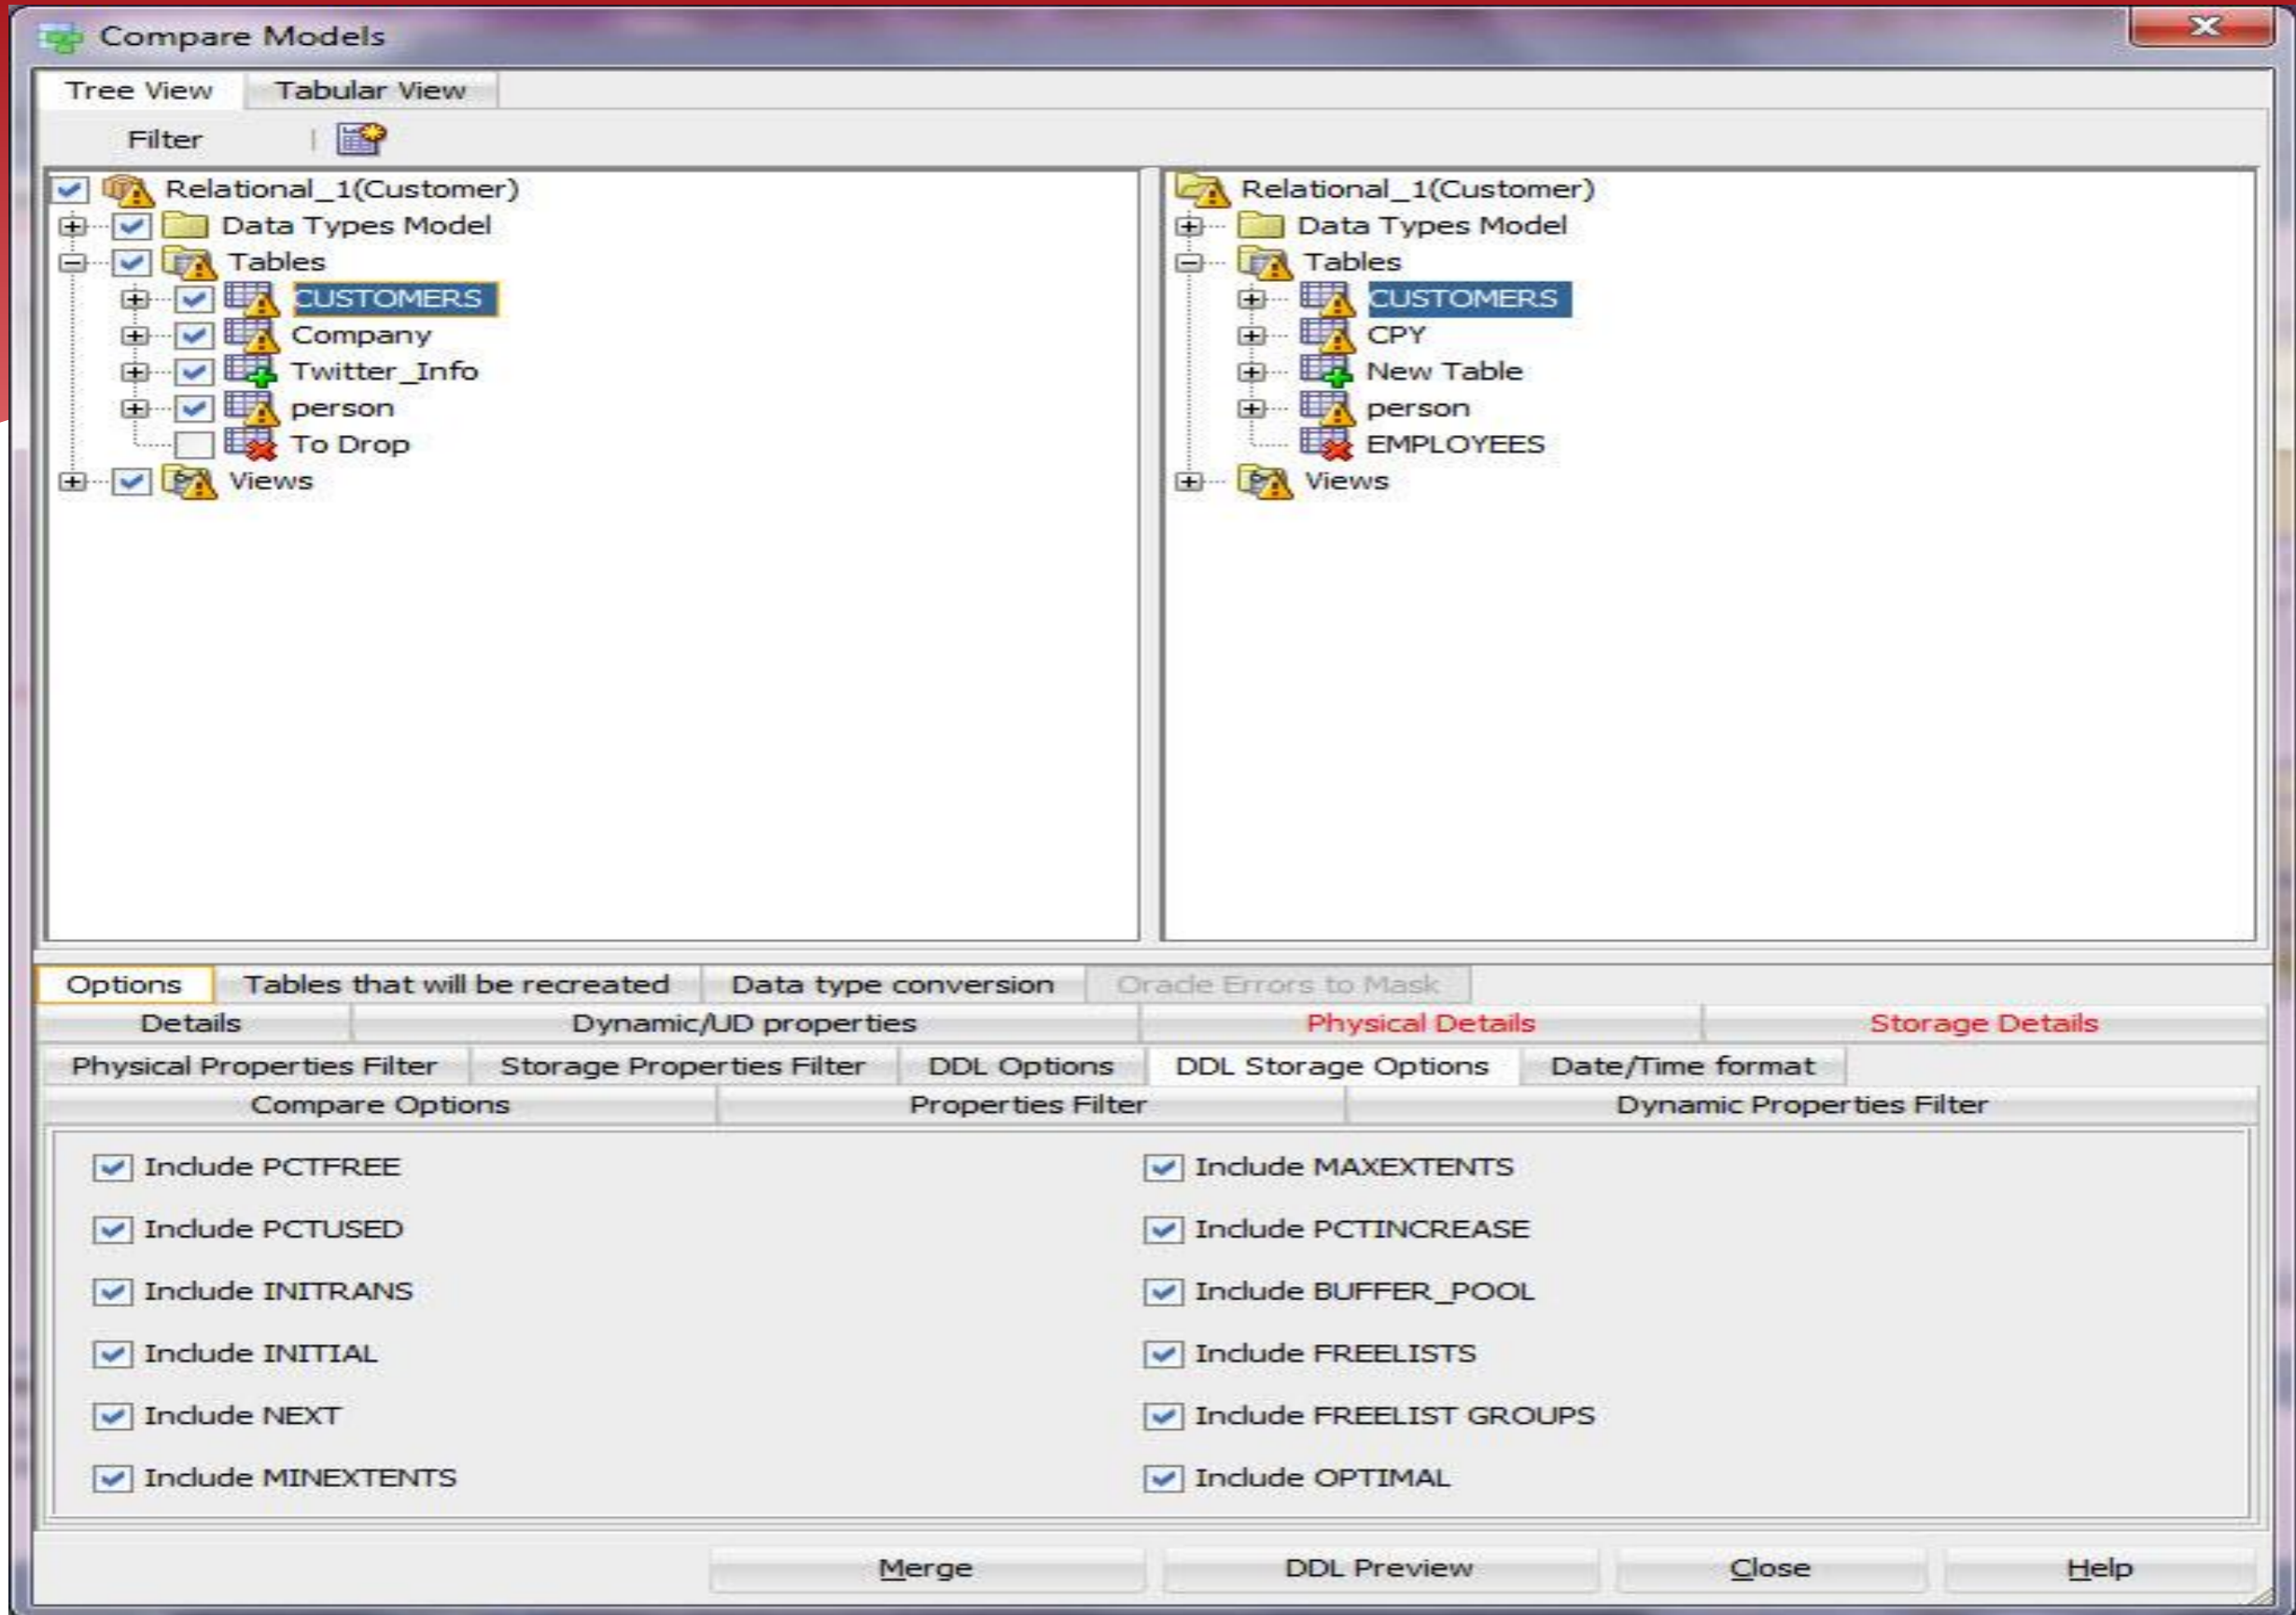 Compare Models
Tree View Tabular View
Filter
Relational_1(Customer)
Data Types Model
Tables
CUSTOMERS
Company
Twitter_Info
person
To Drop
Views
Relational_1(Customer)
Data Types Model
Tables
CUSTOMERS
CPY
New Table
person
EMPLOYEES
Views
Options Tables that will be recreated Data type conversion Oracle Errors to Mask
Details Dynamic/UD properties Physical Details Storage Details
Physical Properties Filter Storage Properties Filter DDL Options DDL Storage Options Date/Time format
Compare Options Properties Filter Dynamic Properties Filter
Include PCTFREE
Include PCTUSED
Include INITRANS
Include INITIAL
Include NEXT
Include MINEXTENTS
Include MAXEXTENTS
Include PCTINCREASE
Include BUFFER_POOL
Include FREELISTS
Include FREELIST GROUPS
Include OPTIMAL
Merge DDL Preview Close Help